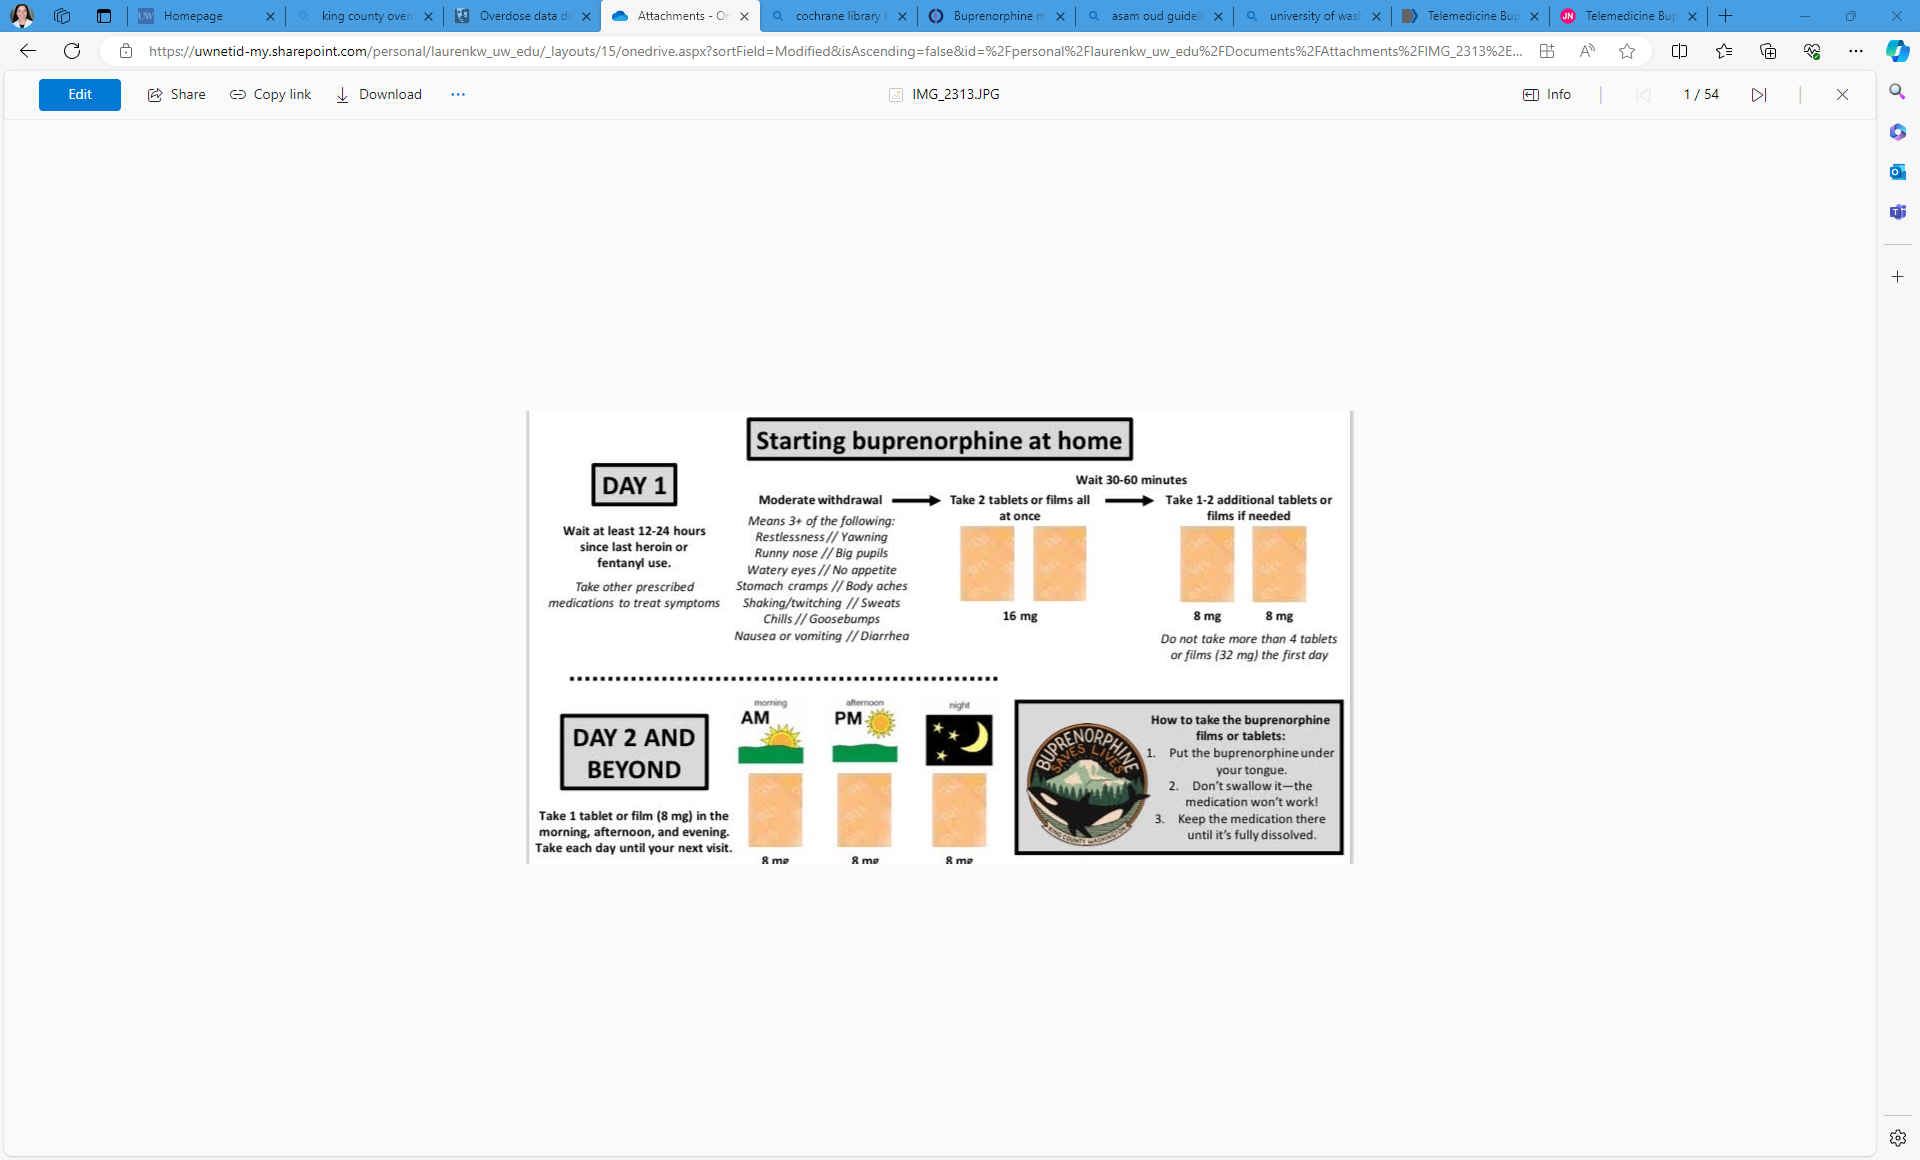 Homepage
king county over
Overdose data da
Attachments - On
cochrane library b
Buprenorphine m
asam oud guideli
university of was
Telemedicine Bup
JN
Telemedicine Bup
https://uwnetid-my.sharepoint.com/personal/laurenkw_uw_edu/_layouts/15/onedrive.aspx?sortField=Modified&isAscending=false&id=%2Fpersonal%2Flaurenkw_uw_edu%2FDocuments%2FAttachments%2FIMG_2313%2E...
Edit
Share
Copy link
Download
IMG_2313.JPG
Info
1 / 54
Starting buprenorphine at home
DAY 1
Wait at least 12-24 hours
since last heroin or
fentanyl use.
Take other prescribed
medications to treat symptoms
Moderate withdrawal
Means 3+ of the following:
Restlessness // Yawning
Runny nose // Big pupils
Watery eyes // No appetite
Stomach cramps // Body aches
Shaking/twitching // Sweats
Chills // Goosebumps
Nausea or vomiting // Diarrhea
Take 2 tablets or films all
at once
16 mg
Wait 30-60 minutes
Take 1-2 additional tablets or
films if needed
8 mg 8 mg
Do not take more than 4 tablets
or films (32 mg) the first day
DAY 2 AND
BEYOND
Take 1 tablet or film (8 mg) in the
morning, afternoon, and evening.
Take each day until your next visit.
morning
AM
afternoon
PM
night
8 mg 8 mg 8 mg
BUPRENORPHINE
SAVES LIVES
KING COUNTY WASHINGTON
How to take the buprenorphine
films or tablets:
1. Put the buprenorphine under
your tongue.
2. Don't swallow it—the
medication won't work!
3. Keep the medication there
until it's fully dissolved.